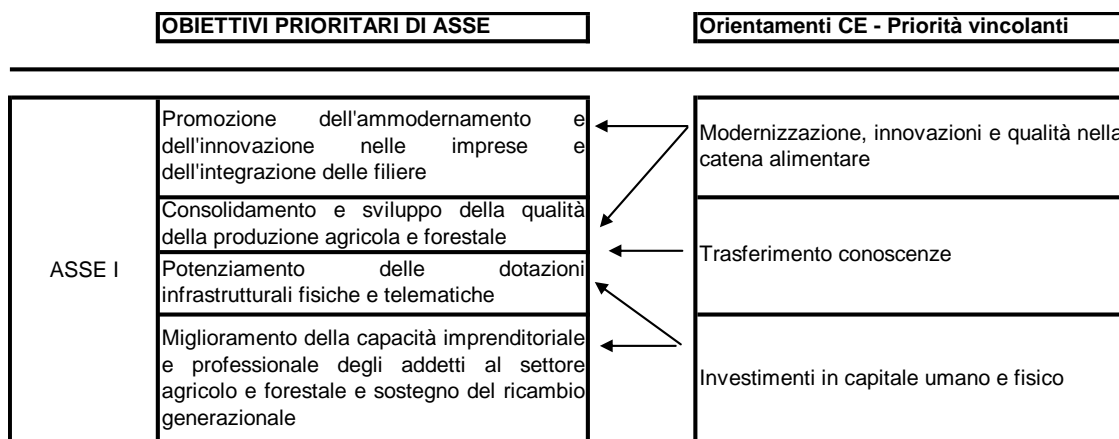 OBIETTIVI PRIORITARI DI ASSE
Orientamenti CE - Priorità vincolanti
ASSE I
Promozione dell'ammodernamento e
dell'innovazione nelle imprese e
dell'integrazione delle filiere
Consolidamento e sviluppo della qualità
della produzione agricola e forestale
Potenziamento delle dotazioni
infrastrutturali fisiche e telematiche
Miglioramento della capacità imprenditoriale
e professionale degli addetti al settore
agricolo e forestale e sostegno del ricambio
generazionale
Modernizzazione, innovazioni e qualità nella
catena alimentare
Trasferimento conoscenze
Investimenti in capitale umano e fisico